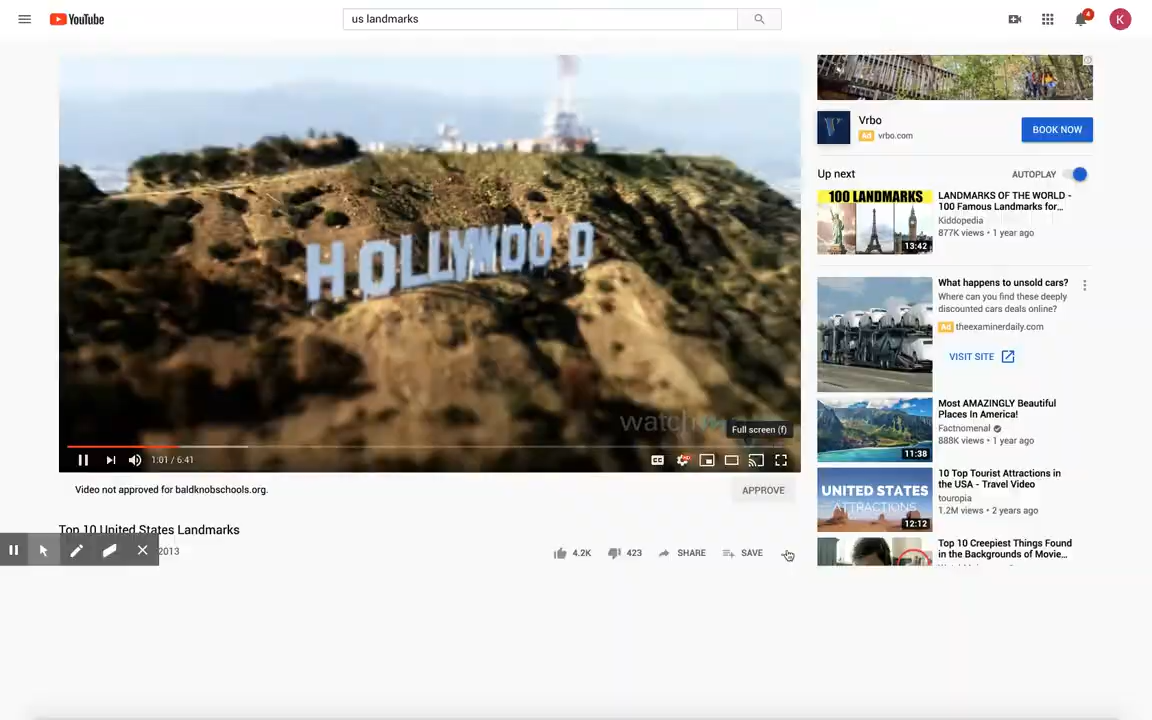 YouTube
us landmarks
4
K
HOLLYWOOD
watchm
Full screen (f)
1:01 / 6:41
CC
Video not approved for baldknobschools.org.
APPROVE
Top 10 United States Landmarks
2013
4.2K
423
SHARE
SAVE
Vrbo
Ad vrbo.com
BOOK NOW
Up next
AUTOPLAY
100 LANDMARKS
13:42
LANDMARKS OF THE WORLD -
100 Famous Landmarks for...
Kiddopedia
877K views • 1 year ago
What happens to unsold cars?
Where can you find these deeply
discounted cars deals online?
Ad theexaminerdaily.com
VISIT SITE
11:38
Most AMAZINGLY Beautiful
Places In America!
Factnomenal
888K views • 1 year ago
UNITED STATES
ATTRACTIONS
12:12
10 Top Tourist Attractions in
the USA - Travel Video
touropia
1.2M views • 2 years ago
Top 10 Creepiest Things Found
in the Backgrounds of Movie...